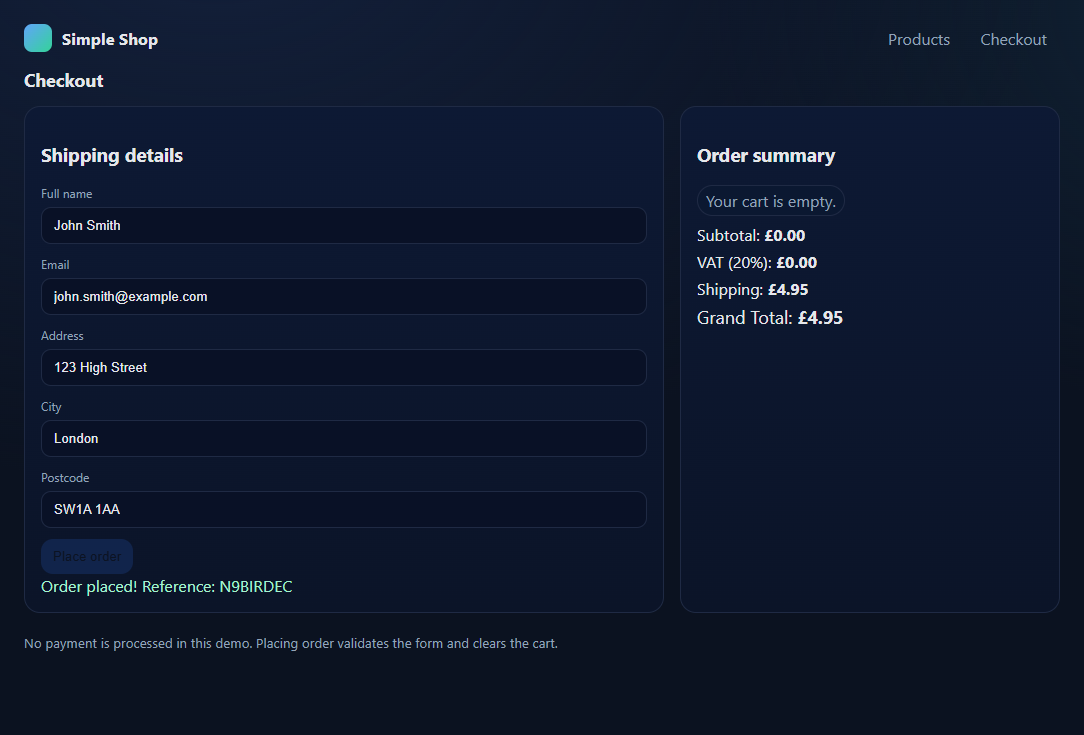 Simple Shop
Products
Checkout
Checkout
Shipping details
Full name
John Smith
Email
john.smith@example.com
Address
123 High Street
City
London
Postcode
SW1A 1AA
Place order
Order placed! Reference: N9BIRDEC
Order summary
Your cart is empty.
Subtotal: £0.00
VAT (20%): £0.00
Shipping: £4.95
Grand Total: £4.95
No payment is processed in this demo. Placing order validates the form and clears the cart.